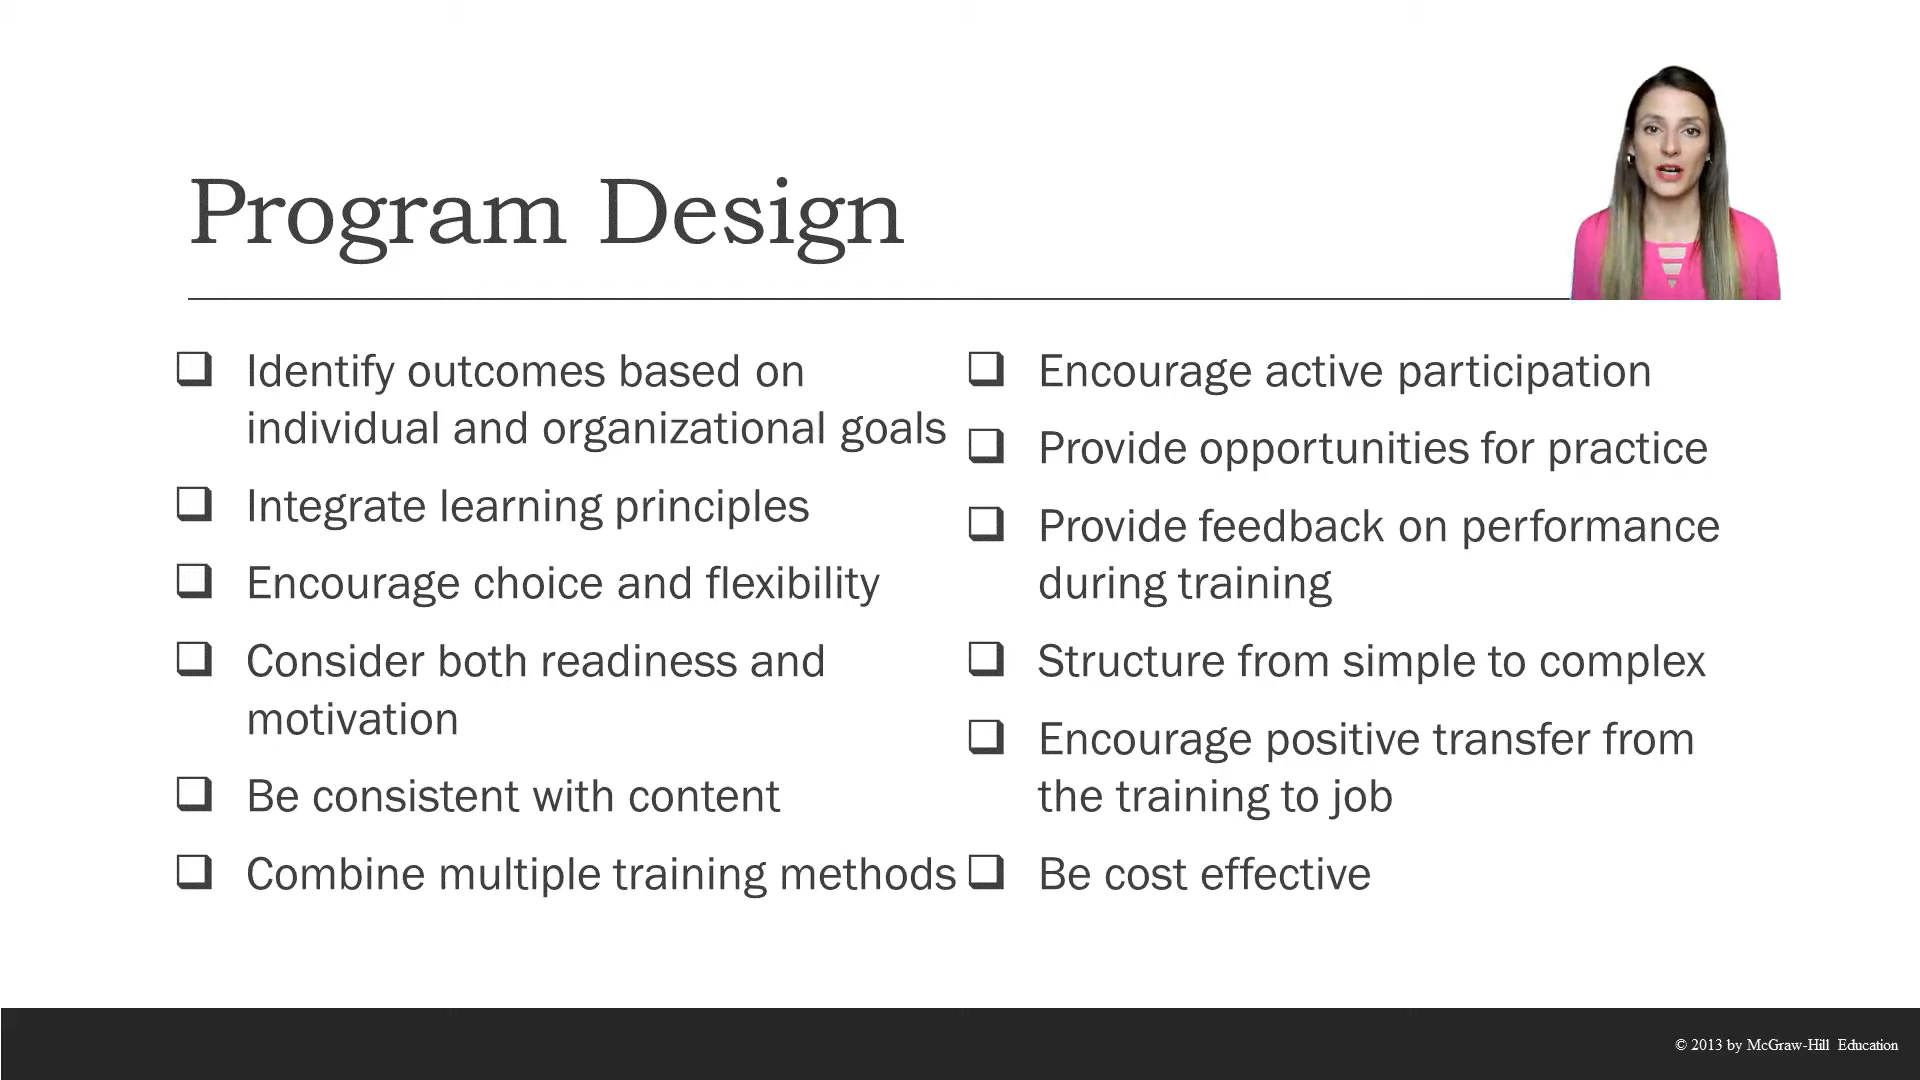 Program Design
Identify outcomes based on
individual and organizational goals
Integrate learning principles
Encourage choice and flexibility
Consider both readiness and
motivation
Be consistent with content
Combine multiple training methods
Encourage active participation
Provide opportunities for practice
Provide feedback on performance
during training
Structure from simple to complex
Encourage positive transfer from
the training to job
Be cost effective
© 2013 by McGraw-Hill Education